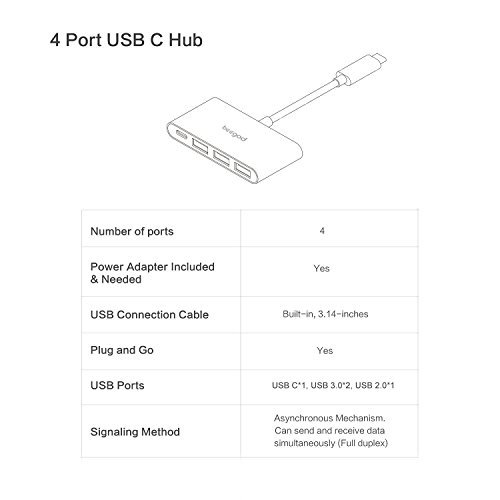 4 Port USB C Hub
besgod
Number of ports
4
Power Adapter Included
& Needed
Yes
USB Connection Cable
Built-in, 3.14-inches
Plug and Go
Yes
USB Ports
USB C*1, USB 3.0*2, USB 2.0*1
Signaling Method
Asynchronous Mechanism.
Can send and receive data
simultaneously (Full duplex)